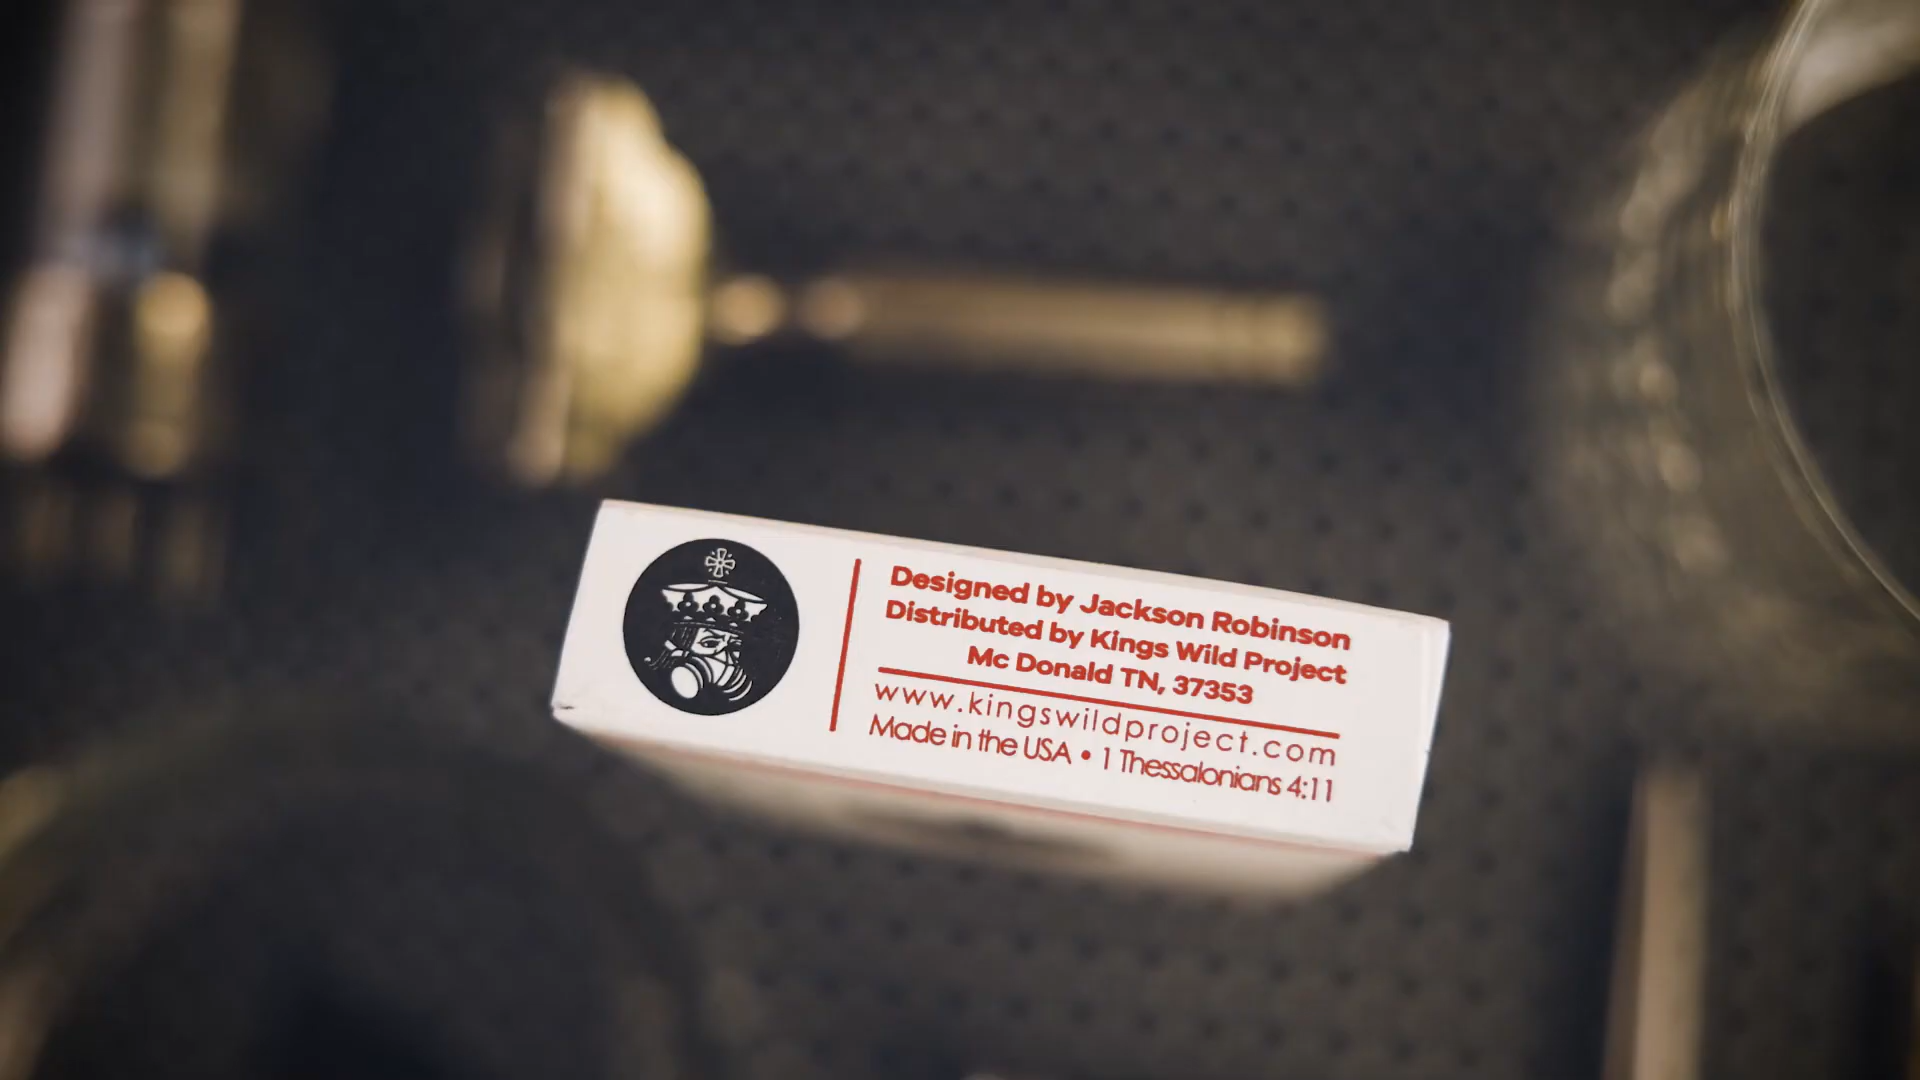 Designed by Jackson Robinson
Distributed by Kings Wild Project
Mc Donald TN, 37353
www.kingswildproject.com
Made in the USA • 1 Thessalonians 4:11